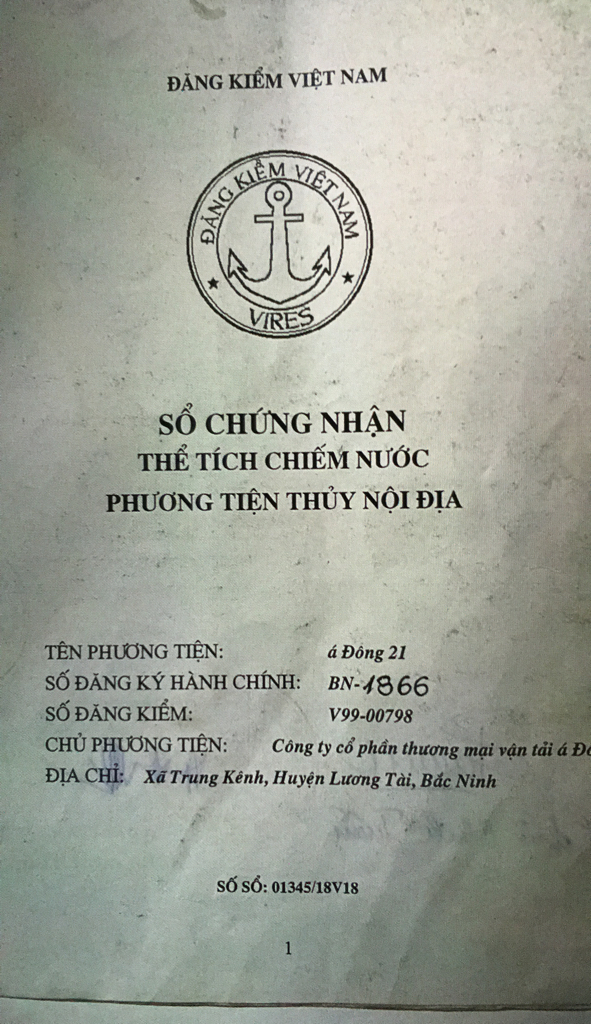 ĐĂNG KIỂM VIỆT NAM
ĐĂNG KIỂM VIỆT NAM
VIRES
SỔ CHỨNG NHẬN
THỂ TÍCH CHIẾM NƯỚC
PHƯƠNG TIỆN THỦY NỘI ĐỊA
TÊN PHƯƠNG TIỆN: á Đông 21
SỐ ĐĂNG KÝ HÀNH CHÍNH: BN-1866
SỐ ĐĂNG KIỂM: V99-00798
CHỦ PHƯƠNG TIỆN: Công ty cổ phần thương mại vận tải á
ĐỊA CHỈ: Xã Trung Kênh, Huyện Lương Tài, Bắc Ninh
SỐ SỔ: 01345/18V18
1